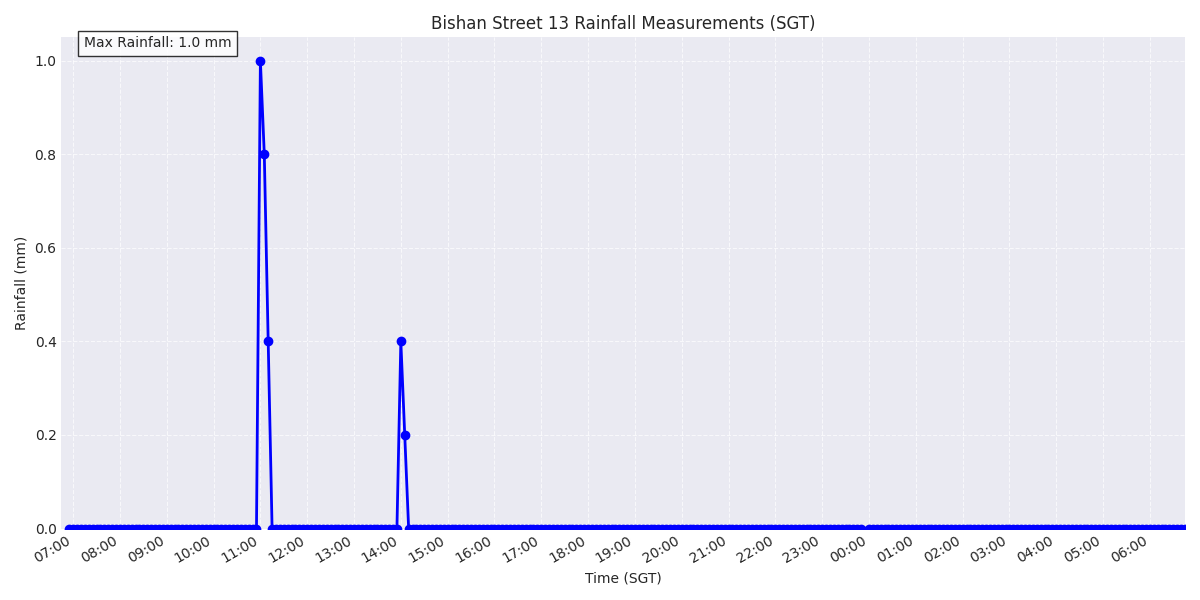 Bishan Street 13 Rainfall Measurements (SGT)
Max Rainfall: 1.0 mm
1.0
0.8
0.6
0.4
0.2
0.0
Rainfall (mm)
07:00 08:00 09:00 10:00 11:00 12:00 13:00 14:00 15:00 16:00 17:00 18:00 19:00 20:00 21:00 22:00 23:00 00:00 01:00 02:00 03:00 04:00 05:00 06:00
Time (SGT)